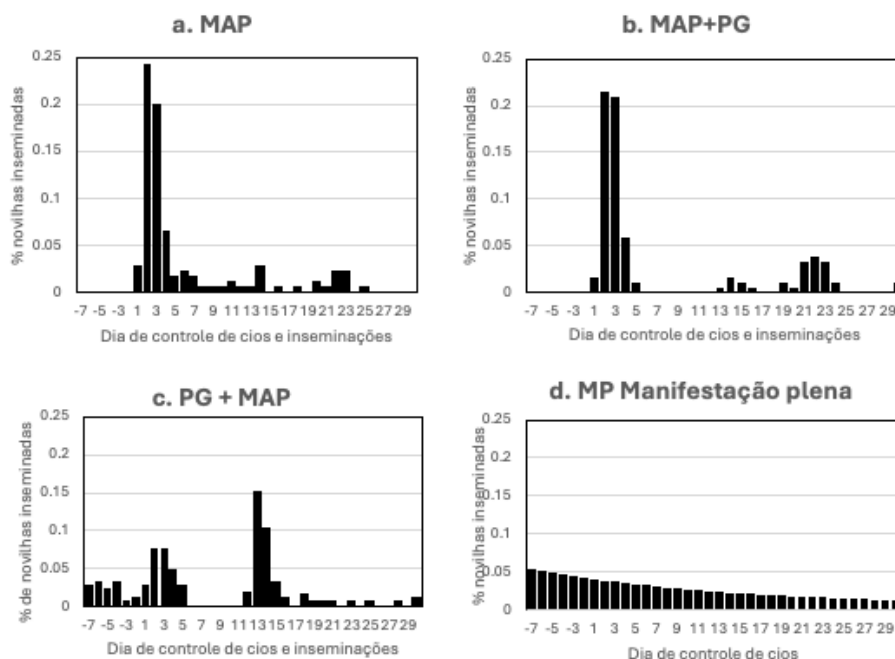 a. MAP
% novilhas inseminadas
0.25
0.2
0.15
0.1
0.05
0
-7 -5 -3 1 3 5 7 9 11 13 15 17 19 21 23 25 27 29
Dia de controle de cios e inseminações
b. MAP+PG
% novilhas inseminadas
0.25
0.2
0.15
0.1
0.05
0
-7 -5 -3 1 3 5 7 9 11 13 15 17 19 21 23 25 27 29
Dia de controle de cios e inseminações
c. PG + MAP
% de novilhas inseminadas
0.25
0.2
0.15
0.1
0.05
0
-7 -5 -3 1 3 5 7 9 11 13 15 17 19 21 23 25 27 29
Dia de controle de cios e inseminações
d. MP Manifestação plena
% novilhas inseminadas
0.25
0.2
0.15
0.1
0.05
0
-7 -5 -3 1 3 5 7 9 11 13 15 17 19 21 23 25 27 29
Dia de controle de cios